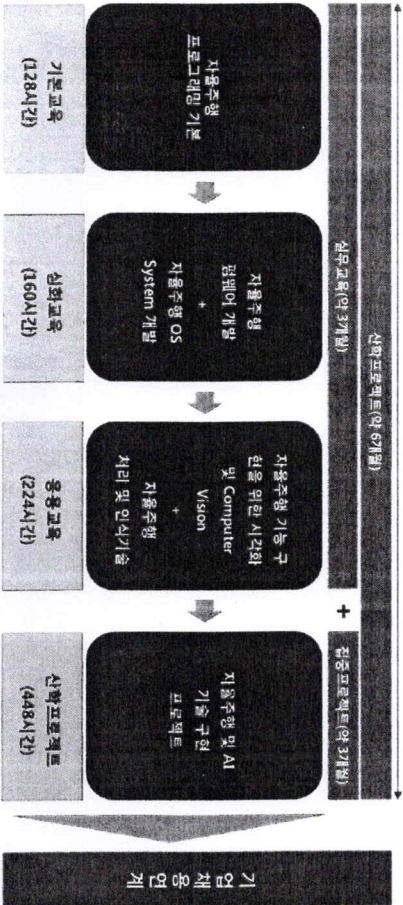 산학프로젝트(약 6개월)
실무교육(약 3개월)
+
집중프로젝트(약 3개월)
자율주행
프로그래밍 기본
자율주행
펌웨어 개발
+
자율주행 OS
System 개발
자율주행 기능 구
현을 위한 시각화
및 Computer
Vision
+
자율주행
처리 및 인식기술
자율주행 및 AI
기술 구현
프로젝트
기본교육
(128시간)
심화교육
(160시간)
응용교육
(224시간)
산학프로젝트
(448시간)
기업채용연계